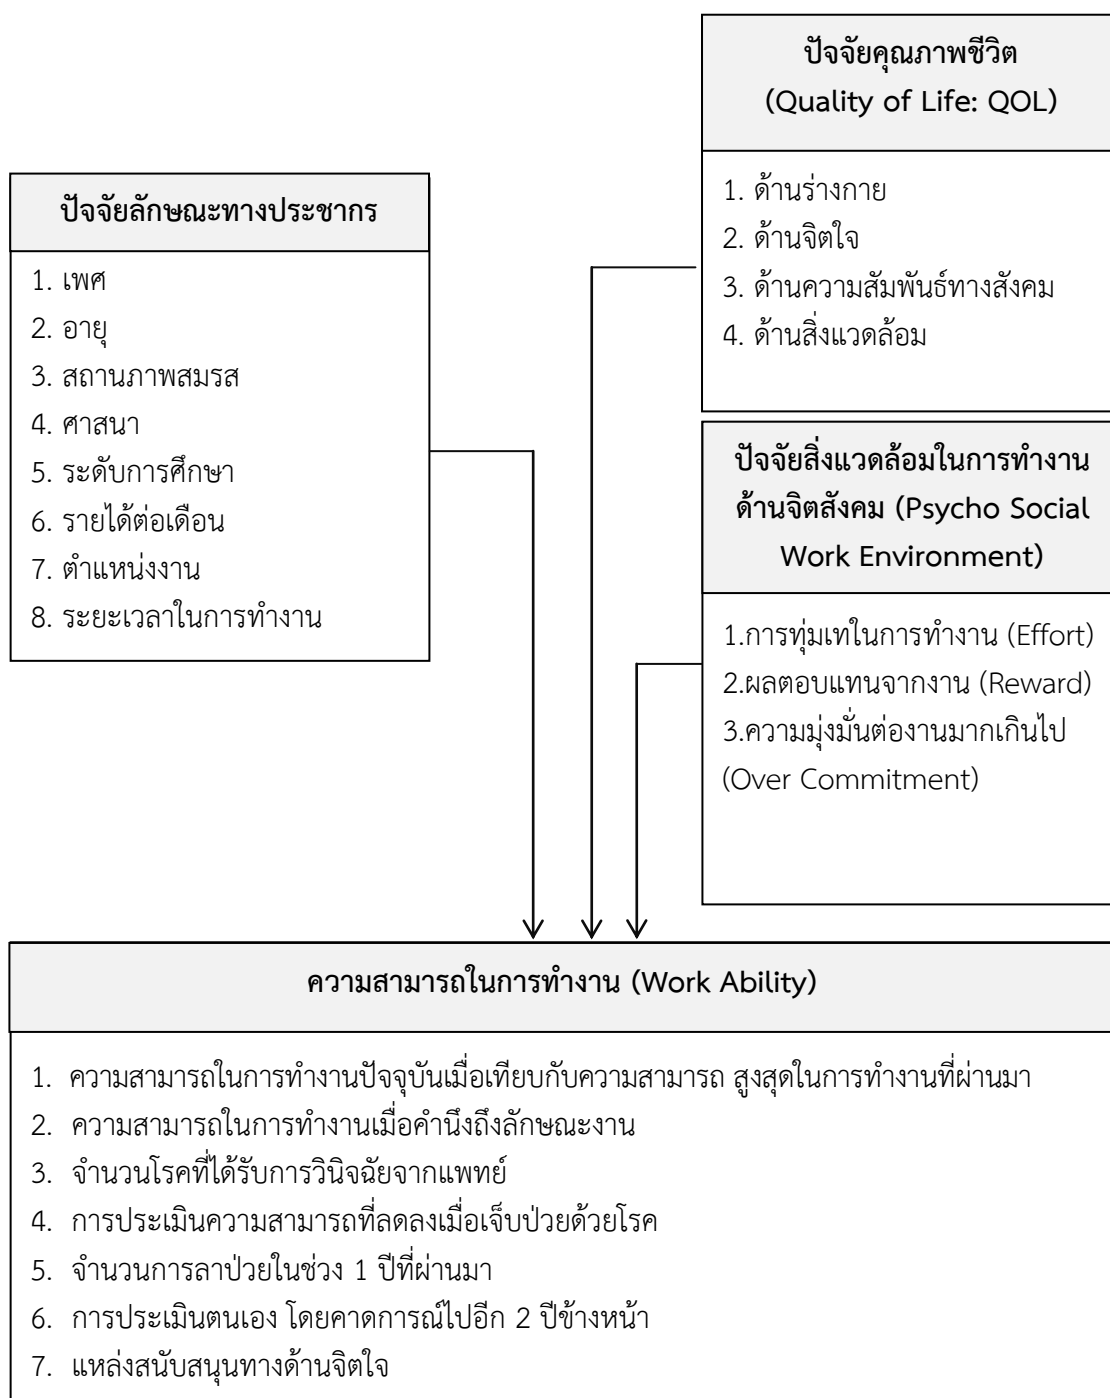 ปัจจัยคุณภาพชีวิต
(Quality of Life: QOL)
1. ด้านร่างกาย
2. ด้านจิตใจ
3. ด้านความสัมพันธ์ทางสังคม
4. ด้านสิ่งแวดล้อม
ปัจจัยลักษณะทางประชากร
1. เพศ
2. อายุ
3. สถานภาพสมรส
4. ศาสนา
5. ระดับการศึกษา
6. รายได้ต่อเดือน
7. ตำแหน่งงาน
8. ระยะเวลาในการทำงาน
ปัจจัยสิ่งแวดล้อมในการทำงาน
ด้านจิตสังคม (Psycho Social
Work Environment)
1.การทุ่มเทในการทำงาน (Effort)
2.ผลตอบแทนจากงาน (Reward)
3.ความมุ่งมั่นต่องานมากเกินไป
(Over Commitment)
ความสามารถในการทำงาน (Work Ability)
1. ความสามารถในการทำงานปัจจุบันเมื่อเทียบกับความสามารถ สูงสุดในการทำงานที่ผ่านมา
2. ความสามารถในการทำงานเมื่อคำนึงถึงลักษณะงาน
3. จำนวนโรคที่ได้รับการวินิจฉัยจากแพทย์
4. การประเมินความสามารถที่ลดลงเมื่อเจ็บป่วยด้วยโรค
5. จำนวนการลาป่วยในช่วง 1 ปีที่ผ่านมา
6. การประเมินตนเอง โดยคาดการณ์ไปอีก 2 ปีข้างหน้า
7. แหล่งสนับสนุนทางด้านจิตใจ